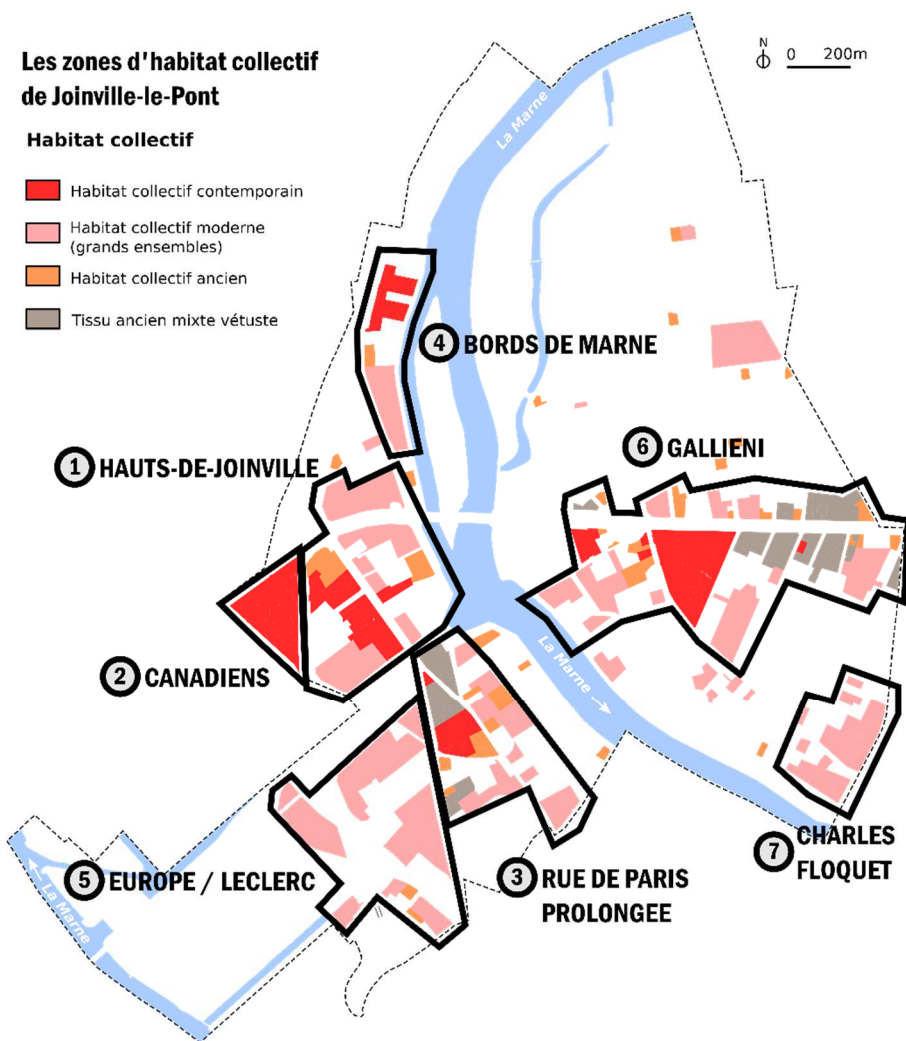 Les zones d'habitat collectif
de Joinville-le-Pont
Habitat collectif
Habitat collectif contemporain
Habitat collectif moderne
(grands ensembles)
Habitat collectif ancien
Tissu ancien mixte vétuste
N
0 200m
La Marne
4 BORDS DE MARNE
1 HAUTS-DE-JOINVILLE
6 GALLIENI
2 CANADIENS
La Marne →
5 EUROPE / LECLERC
3 RUE DE PARIS
PROLONGEE
7 CHARLES
FLOQUET
← La Marne